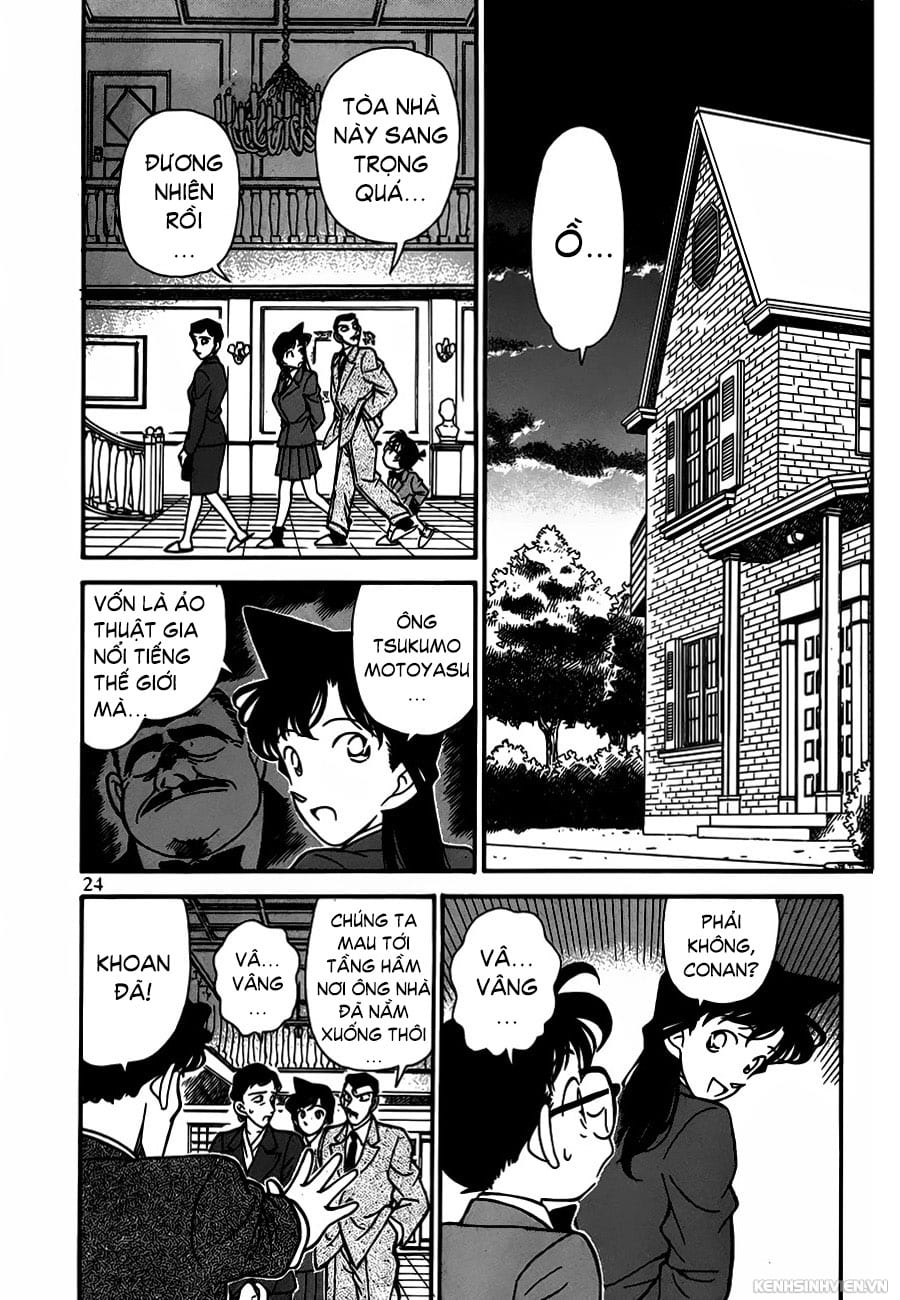 Ồ...
TÒA NHÀ
NÀY SANG
TRỌNG
QUÁ...
ĐƯƠNG
NHIÊN
RỒI
...
ÔNG
TSUKUMO
MOTOYASU
...
VỐN LÀ ẢO
THUẬT GIA
NỔI TIẾNG
THẾ GIỚI
MÀ...
24
PHẢI
KHÔNG,
CONAN?
VÂ...
VÂNG
...
CHÚNG TA
MAU TỚI
TẦNG HẦM
NƠI ÔNG NHÀ
ĐÃ NẰM
XUỐNG THÔI
...
VÂ...
VÂNG
...
KHOAN
ĐÃ!
KENHSINHVIEN.VN